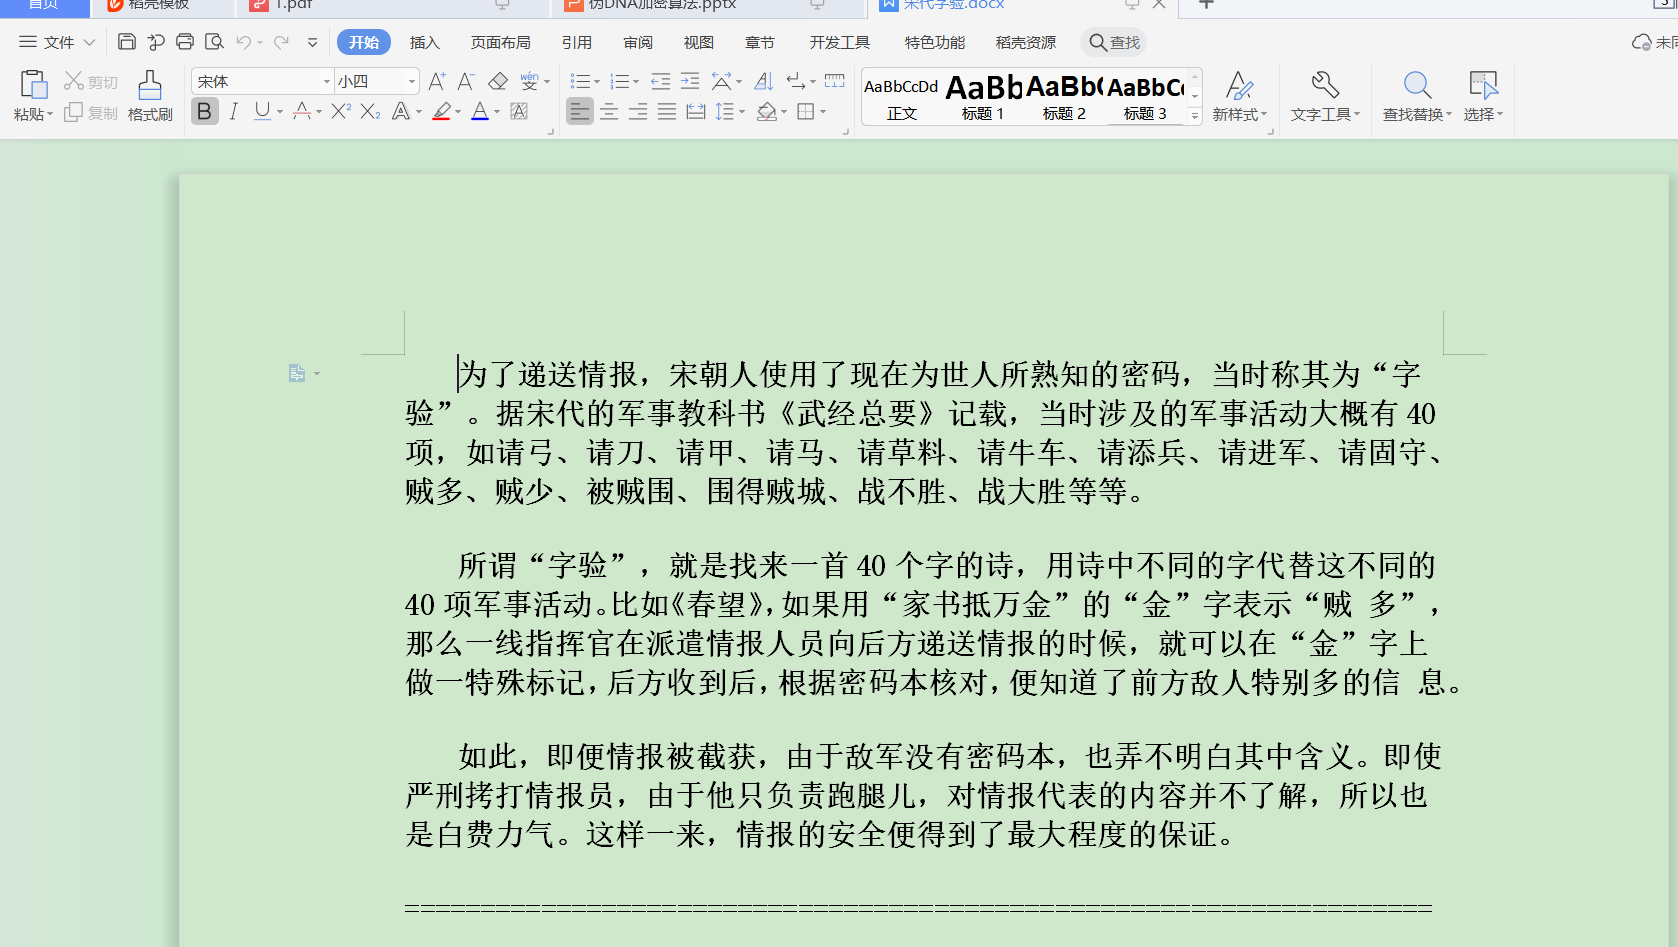 首页 稻壳模板 1.pdf 伪DNA加密算法.pptx 宋代字验.docx
文件 开始 插入 页面布局 引用 审阅 视图 章节 开发工具 特色功能 稻壳资源 查找 未同
宋体 小四
剪切
粘贴 复制 格式刷
AaBbCcDd AaBb AaBb( AaBbC
正文 标题 1 标题 2 标题 3 新样式 文字工具 查找替换 选择
为了递送情报，宋朝人使用了现在为世人所熟知的密码，当时称其为“字
验”。据宋代的军事教科书《武经总要》记载，当时涉及的军事活动大概有 40
项，如请弓、请刀、请甲、请马、请草料、请牛车、请添兵、请进军、请固守、
贼多、贼少、被贼围、围得贼城、战不胜、战大胜等等。
所谓“字验”，就是找来一首 40 个字的诗，用诗中不同的字代替这不同的
40 项军事活动。比如《春望》，如果用“家书抵万金”的“金”字表示“贼 多”，
那么一线指挥官在派遣情报人员向后方递送情报的时候，就可以在“金”字上
做一特殊标记，后方收到后，根据密码本核对，便知道了前方敌人特别多的信 息。
如此，即便情报被截获，由于敌军没有密码本，也弄不明白其中含义。即使
严刑拷打情报员，由于他只负责跑腿儿，对情报代表的内容并不了解，所以也
是白费力气。这样一来，情报的安全便得到了最大程度的保证。